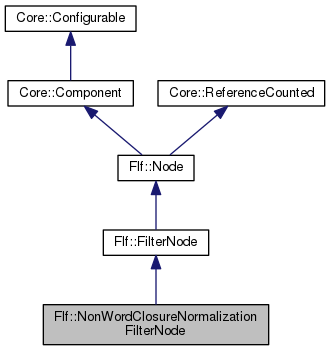 Core::Configurable
Core::Component
Core::ReferenceCounted
Flf::Node
Flf::FilterNode
Flf::NonWordClosureNormalization
FilterNode